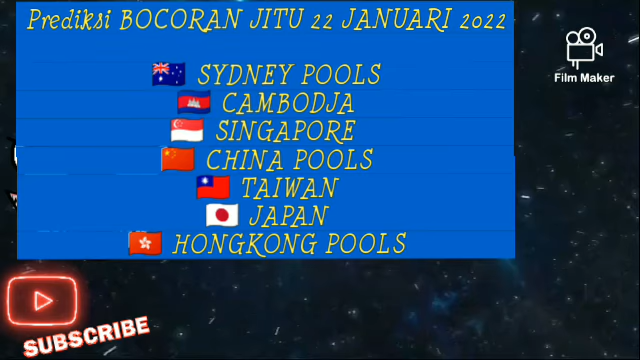 Prediksi BOCORAN JITU 22 JANUARI 2022
SYDNEY POOLS
CAMBODJA
SINGAPORE
CHINA POOLS
TAIWAN
JAPAN
HONGKONG POOLS
Film Maker
SUBSCRIBE